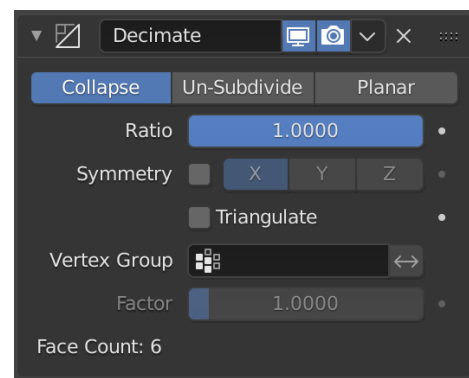 Decimate
Collapse Un-Subdivide Planar
Ratio 1.0000
Symmetry X Y Z
Triangulate
Vertex Group
Factor 1.0000
Face Count: 6